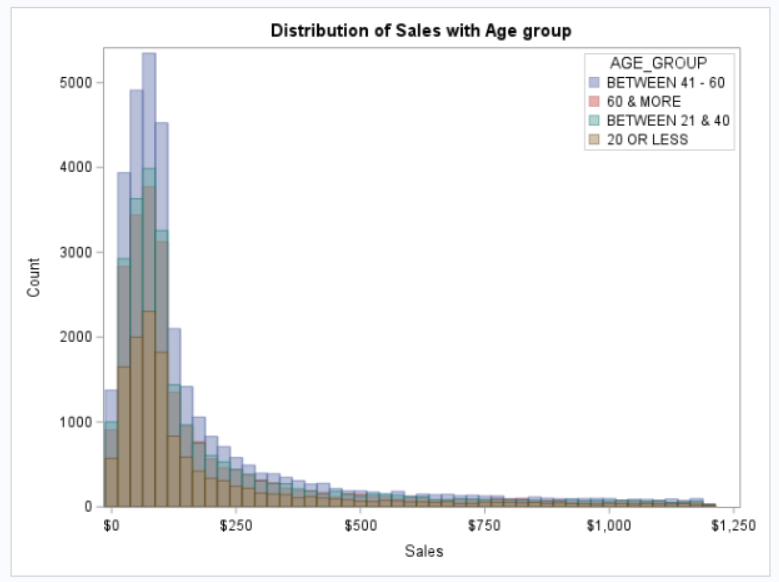 Distribution of Sales with Age group
AGE_GROUP
BETWEEN 41 - 60
60 & MORE
BETWEEN 21 & 40
20 OR LESS
5000
4000
3000
2000
1000
0
Count
$0 $250 $500 $750 $1,000 $1,250
Sales